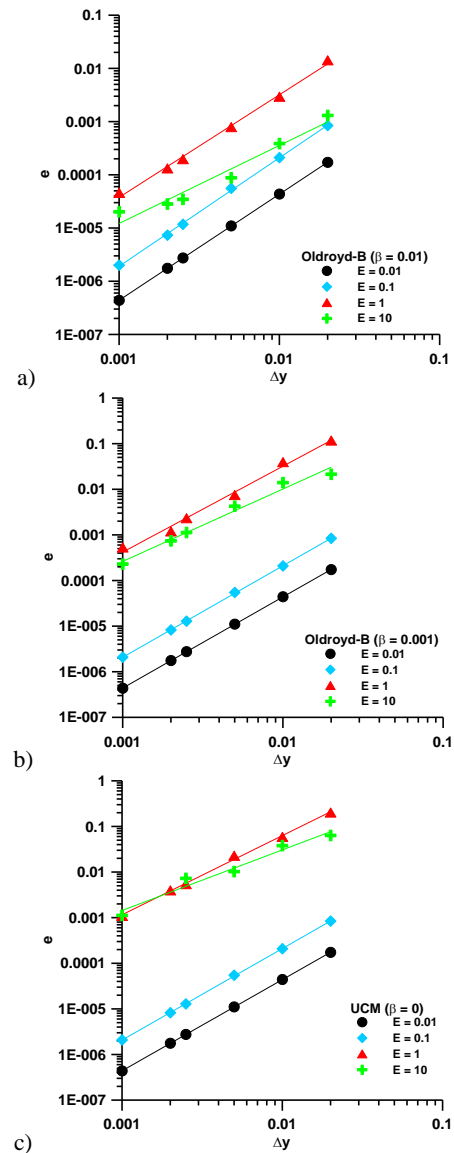 1
0.1
0.01
0.001
0.0001
1E-005
1E-006
1E-007
e
Oldroyd-B (β = 0.01)
E = 0.01
E = 0.1
E = 1
E = 10
0.001
0.01
0.1
Δy
a)
1
0.1
0.01
0.001
0.0001
1E-005
1E-006
1E-007
e
Oldroyd-B (β = 0.001)
E = 0.01
E = 0.1
E = 1
E = 10
0.001
0.01
0.1
Δy
b)
1
0.1
0.01
0.001
0.0001
1E-005
1E-006
1E-007
e
UCM (β = 0)
E = 0.01
E = 0.1
E = 1
E = 10
0.001
0.01
0.1
Δy
c)